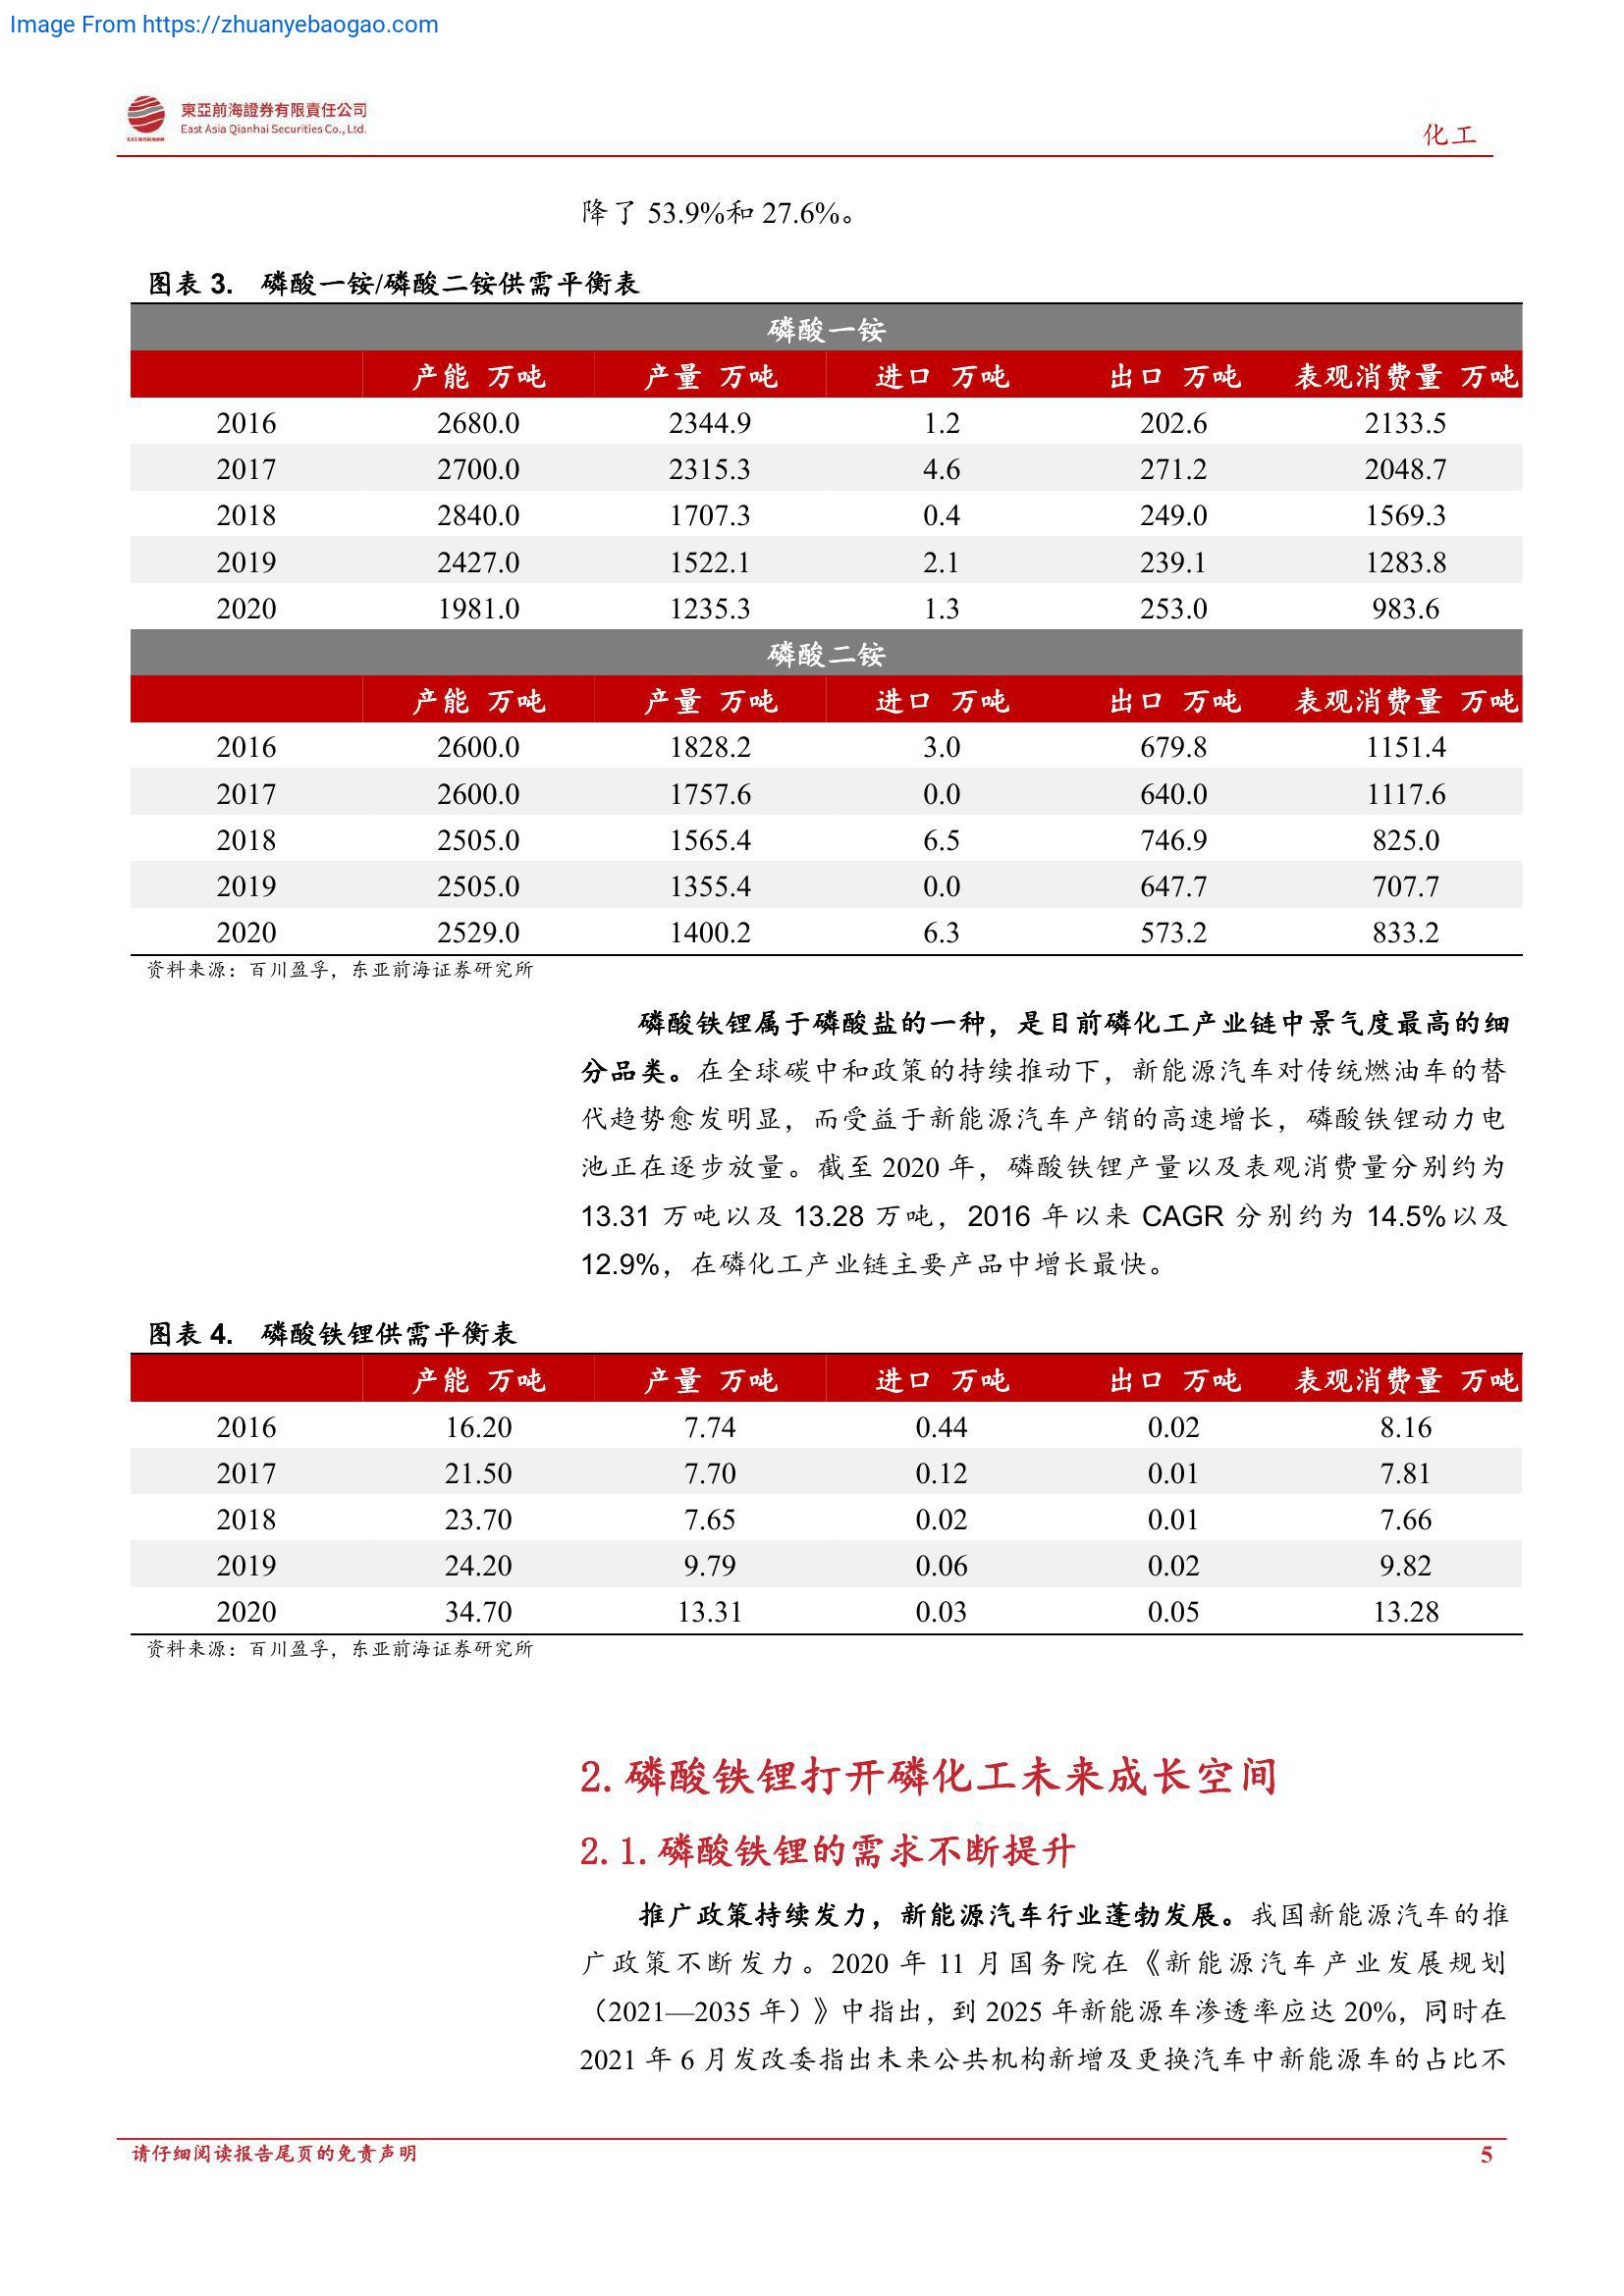 Image From https://zhuanyebaogao.com
東亞前海證券有限責任公司
East Asia Qianhai Securities Co., Ltd.
化工
降了 53.9%和 27.6%。
图表 3. 磷酸一铵/磷酸二铵供需平衡表
磷酸一铵
产能 万吨 产量 万吨 进口 万吨 出口 万吨 表观消费量 万吨
2016 2680.0 2344.9 1.2 202.6 2133.5
2017 2700.0 2315.3 4.6 271.2 2048.7
2018 2840.0 1707.3 0.4 249.0 1569.3
2019 2427.0 1522.1 2.1 239.1 1283.8
2020 1981.0 1235.3 1.3 253.0 983.6
磷酸二铵
产能 万吨 产量 万吨 进口 万吨 出口 万吨 表观消费量 万吨
2016 2600.0 1828.2 3.0 679.8 1151.4
2017 2600.0 1757.6 0.0 640.0 1117.6
2018 2505.0 1565.4 6.5 746.9 825.0
2019 2505.0 1355.4 0.0 647.7 707.7
2020 2529.0 1400.2 6.3 573.2 833.2
资料来源：百川盈孚，东亚前海证券研究所
磷酸铁锂属于磷酸盐的一种，是目前磷化工产业链中景气度最高的细
分品类。在全球碳中和政策的持续推动下，新能源汽车对传统燃油车的替
代趋势愈发明显，而受益于新能源汽车产销的高速增长，磷酸铁锂动力电
池正在逐步放量。截至 2020 年，磷酸铁锂产量以及表观消费量分别约为
13.31 万吨以及 13.28 万吨，2016 年以来 CAGR 分别约为 14.5%以及
12.9%，在磷化工产业链主要产品中增长最快。
图表 4. 磷酸铁锂供需平衡表
产能 万吨 产量 万吨 进口 万吨 出口 万吨 表观消费量 万吨
2016 16.20 7.74 0.44 0.02 8.16
2017 21.50 7.70 0.12 0.01 7.81
2018 23.70 7.65 0.02 0.01 7.66
2019 24.20 9.79 0.06 0.02 9.82
2020 34.70 13.31 0.03 0.05 13.28
资料来源：百川盈孚，东亚前海证券研究所
2. 磷酸铁锂打开磷化工未来成长空间
2.1. 磷酸铁锂的需求不断提升
推广政策持续发力，新能源汽车行业蓬勃发展。我国新能源汽车的推
广政策不断发力。2020 年 11 月国务院在《新能源汽车产业发展规划
（2021—2035 年）》中指出，到 2025 年新能源车渗透率应达 20%，同时在
2021 年 6 月发改委指出未来公共机构新增及更换汽车中新能源车的占比不
请仔细阅读报告尾页的免责声明
5